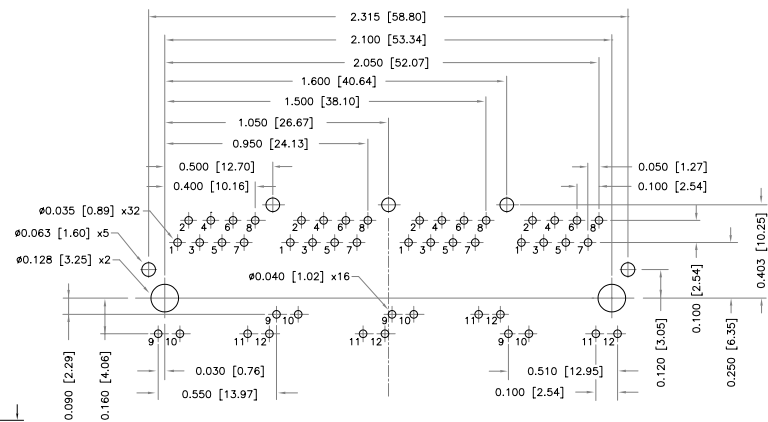 2.315 [58.80]
2.100 [53.34]
2.050 [52.07]
1.600 [40.64]
1.500 [38.10]
1.050 [26.67]
0.950 [24.13]
0.500 [12.70]
0.050 [1.27]
0.400 [10.16]
0.100 [2.54]
ø0.035 [0.89] x32
2 4 6 8 2 4 6 8 2 4 6 8 2 4 6 8
ø0.063 [1.60] x5
1 3 5 7 1 3 5 7 1 3 5 7 1 3 5 7
ø0.128 [3.25] x2
ø0.040 [1.02] x16
9 10 9 10 11 12
9 10 11 12 11 12 9 10 11 12
0.030 [0.76]
0.510 [12.95]
0.550 [13.97]
0.100 [2.54]
0.090 [2.29]
0.160 [4.06]
0.120 [3.05]
0.100 [2.54]
0.250 [6.35]
0.403 [10.25]